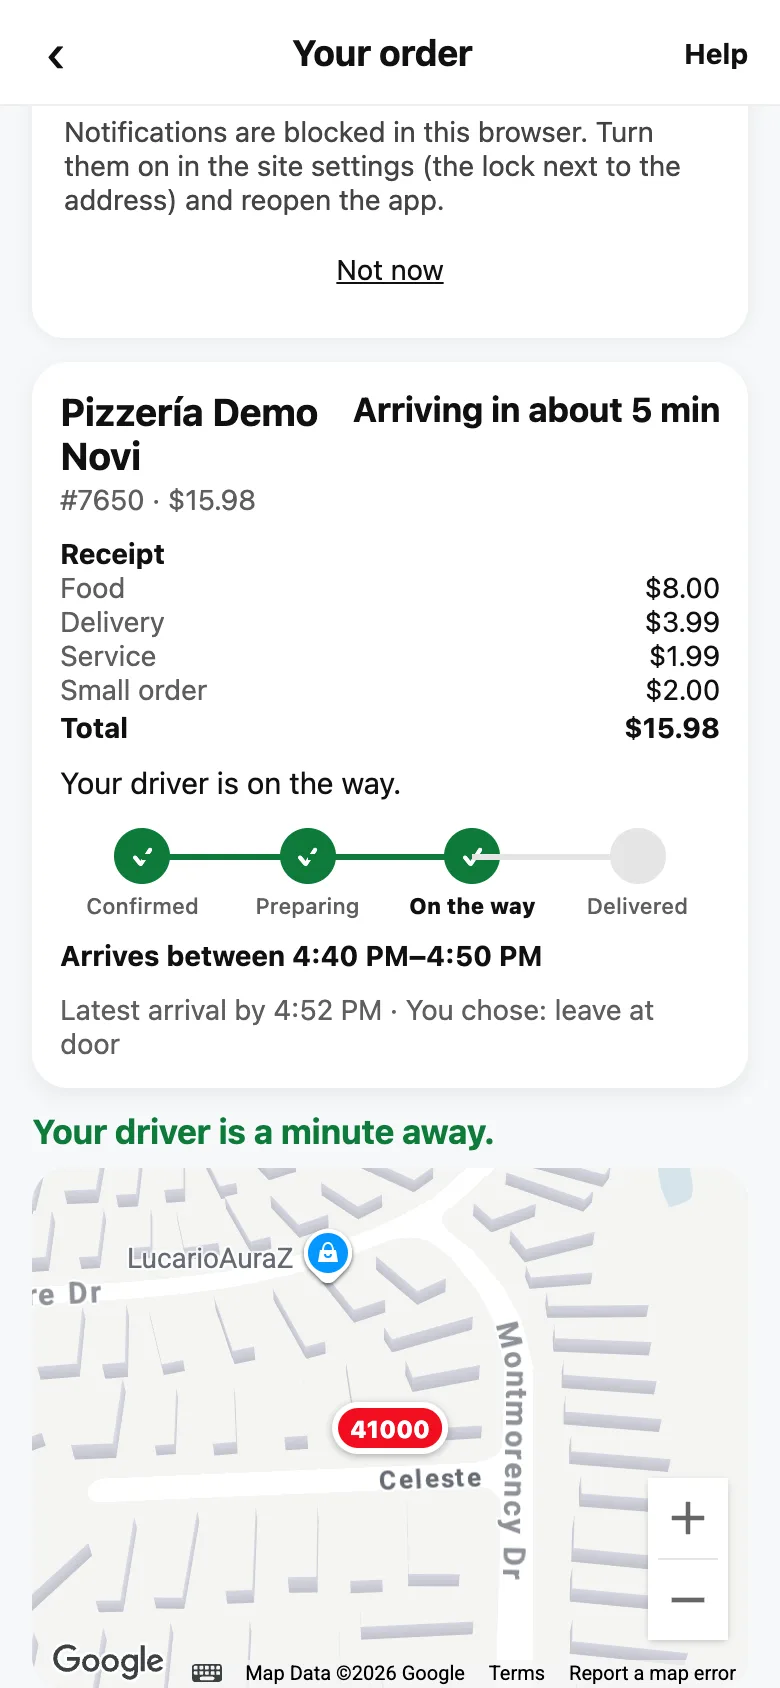 Your order
Help
Notifications are blocked in this browser. Turn
them on in the site settings (the lock next to the
address) and reopen the app.
Not now
Pizzería Demo
Novi
Arriving in about 5 min
#7650 · $15.98
Receipt
Food $8.00
Delivery $3.99
Service $1.99
Small order $2.00
Total $15.98
Your driver is on the way.
Confirmed Preparing On the way Delivered
Arrives between 4:40 PM–4:50 PM
Latest arrival by 4:52 PM · You chose: leave at
door
Your driver is a minute away.
LucarioAuraZ
re Dr
Montmorency Dr
41000
Celeste
Google
Map Data ©2026 Google
Terms
Report a map error